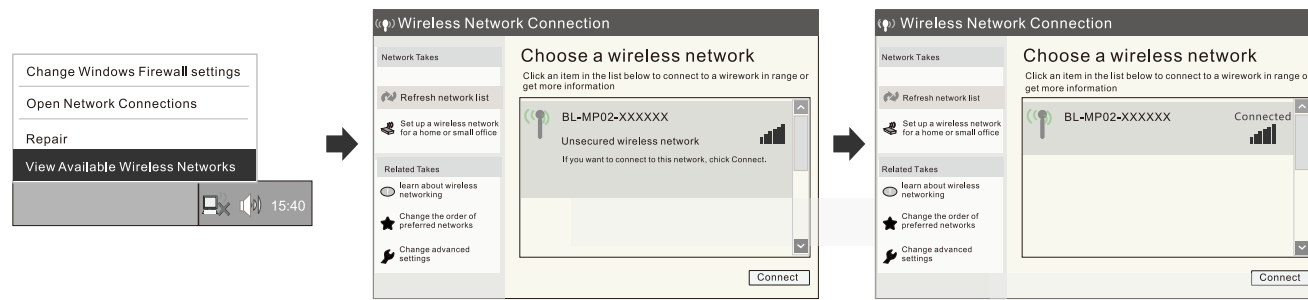 Change Windows Firewall settings
Open Network Connections
Repair
View Available Wireless Networks
15:40
Wireless Network Connection
Network Takes
Refresh network list
Set up a wireless network
for a home or small office
Related Takes
learn about wireless
networking
Change the order of
preferred networks
Change advanced
settings
Choose a wireless network
Click an item in the list below to connect to a wirework in range or
get more information
BL-MP02-XXXXXX
Unsecured wireless network
If you want to connect to this network, chick Connect.
Connect
Wireless Network Connection
Network Takes
Refresh network list
Set up a wireless network
for a home or small office
Related Takes
learn about wireless
networking
Change the order of
preferred networks
Change advanced
settings
Choose a wireless network
Click an item in the list below to connect to a wirework in range o
get more information
BL-MP02-XXXXXX
Connected
Connect